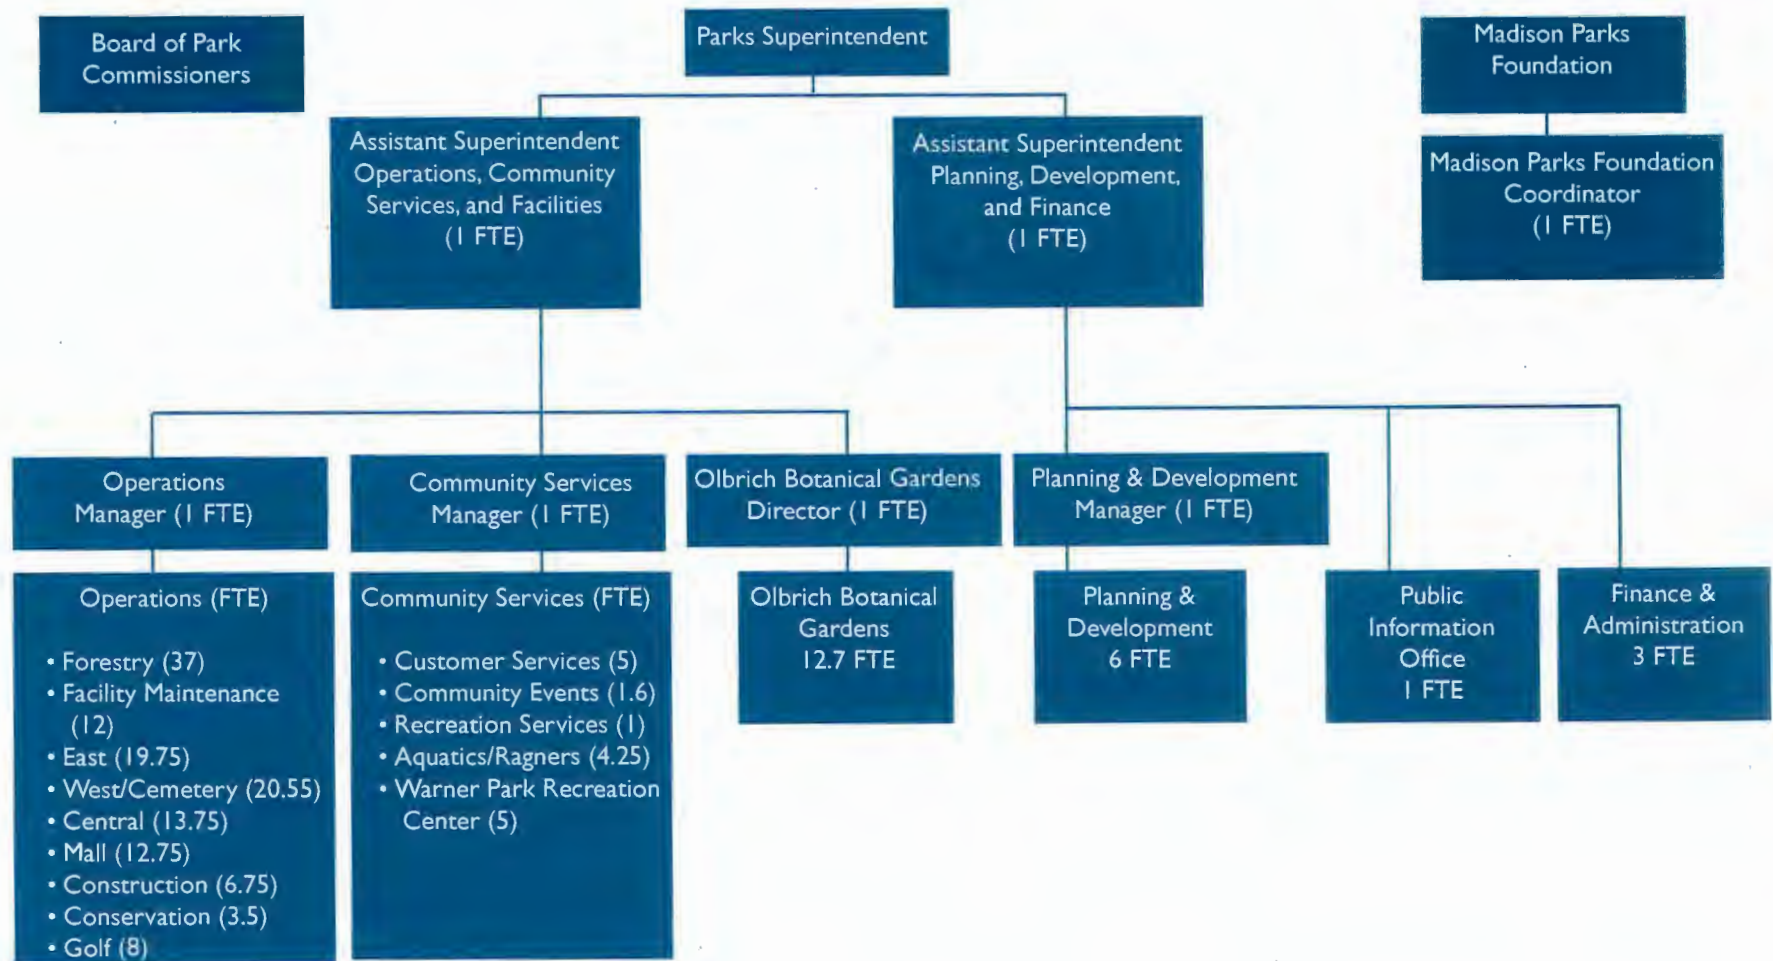 Board of Park
Commissioners
Parks Superintendent
Madison Parks
Foundation
Madison Parks Foundation
Coordinator
(1 FTE)
Assistant Superintendent
Operations, Community
Services, and Facilities
(1 FTE)
Assistant Superintendent
Planning, Development,
and Finance
(1 FTE)
Operations
Manager (1 FTE)
Community Services
Manager (1 FTE)
Olbrich Botanical Gardens
Director (1 FTE)
Planning & Development
Manager (1 FTE)
Operations (FTE)
• Forestry (37)
• Facility Maintenance
(12)
• East (19.75)
• West/Cemetery (20.55)
• Central (13.75)
• Mall (12.75)
• Construction (6.75)
• Conservation (3.5)
• Golf (8)
Community Services (FTE)
• Customer Services (5)
• Community Events (1.6)
• Recreation Services (1)
• Aquatics/Ragners (4.25)
• Warner Park Recreation
Center (5)
Olbrich Botanical
Gardens
12.7 FTE
Planning &
Development
6 FTE
Public
Information
Office
1 FTE
Finance &
Administration
3 FTE